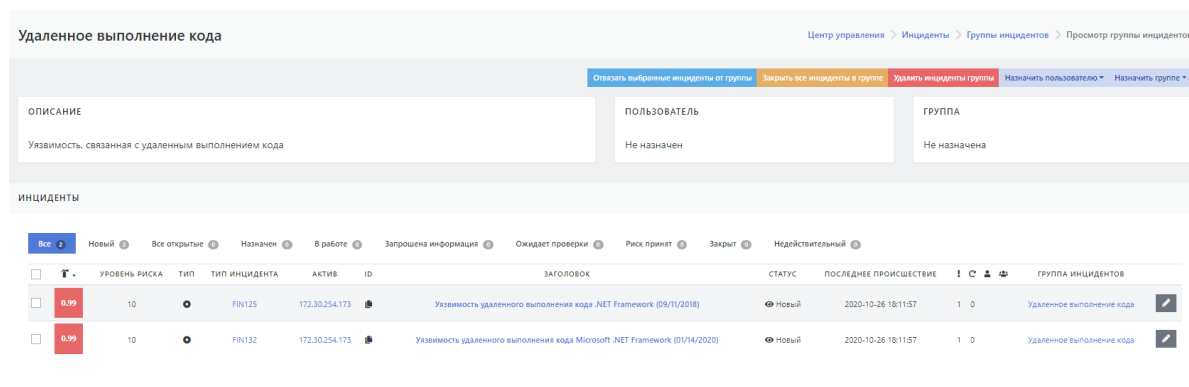 Удаленное выполнение кода
Центр управления > Инциденты > Группы инцидентов > Просмотр группы инцидентов
Отвязать выбранные инциденты от группы Закрыть все инциденты в группе Удалить инциденты группы Назначить пользователю Назначить группе
ОПИСАНИЕ ПОЛЬЗОВАТЕЛЬ ГРУППА
Уязвимость, связанная с удаленным выполнением кода Не назначен Не назначена
ИНЦИДЕНТЫ
Все 2 Новый 2 Все открытые 0 Назначен 0 В работе 0 Запрошена информация 0 Ожидает проверки 0 Риск принят 0 Закрыт 0 Недействительный 0
УРОВЕНЬ РИСКА ТИП ТИП ИНЦИДЕНТА АКТИВ ID ЗАГОЛОВОК СТАТУС ПОСЛЕДНЕЕ ПРОИСШЕСТВИЕ ГРУППА ИНЦИДЕНТОВ
0.99 10 FIN125 172.30.254.173 Уязвимость удаленного выполнения кода .NET Framework (09/11/2018) Новый 2020-10-26 18:11:57 1 0 Удаленное выполнение кода
0.99 10 FIN132 172.30.254.173 Уязвимость удаленного выполнения кода Microsoft .NET Framework (01/14/2020) Новый 2020-10-26 18:11:57 1 0 Удаленное выполнение кода